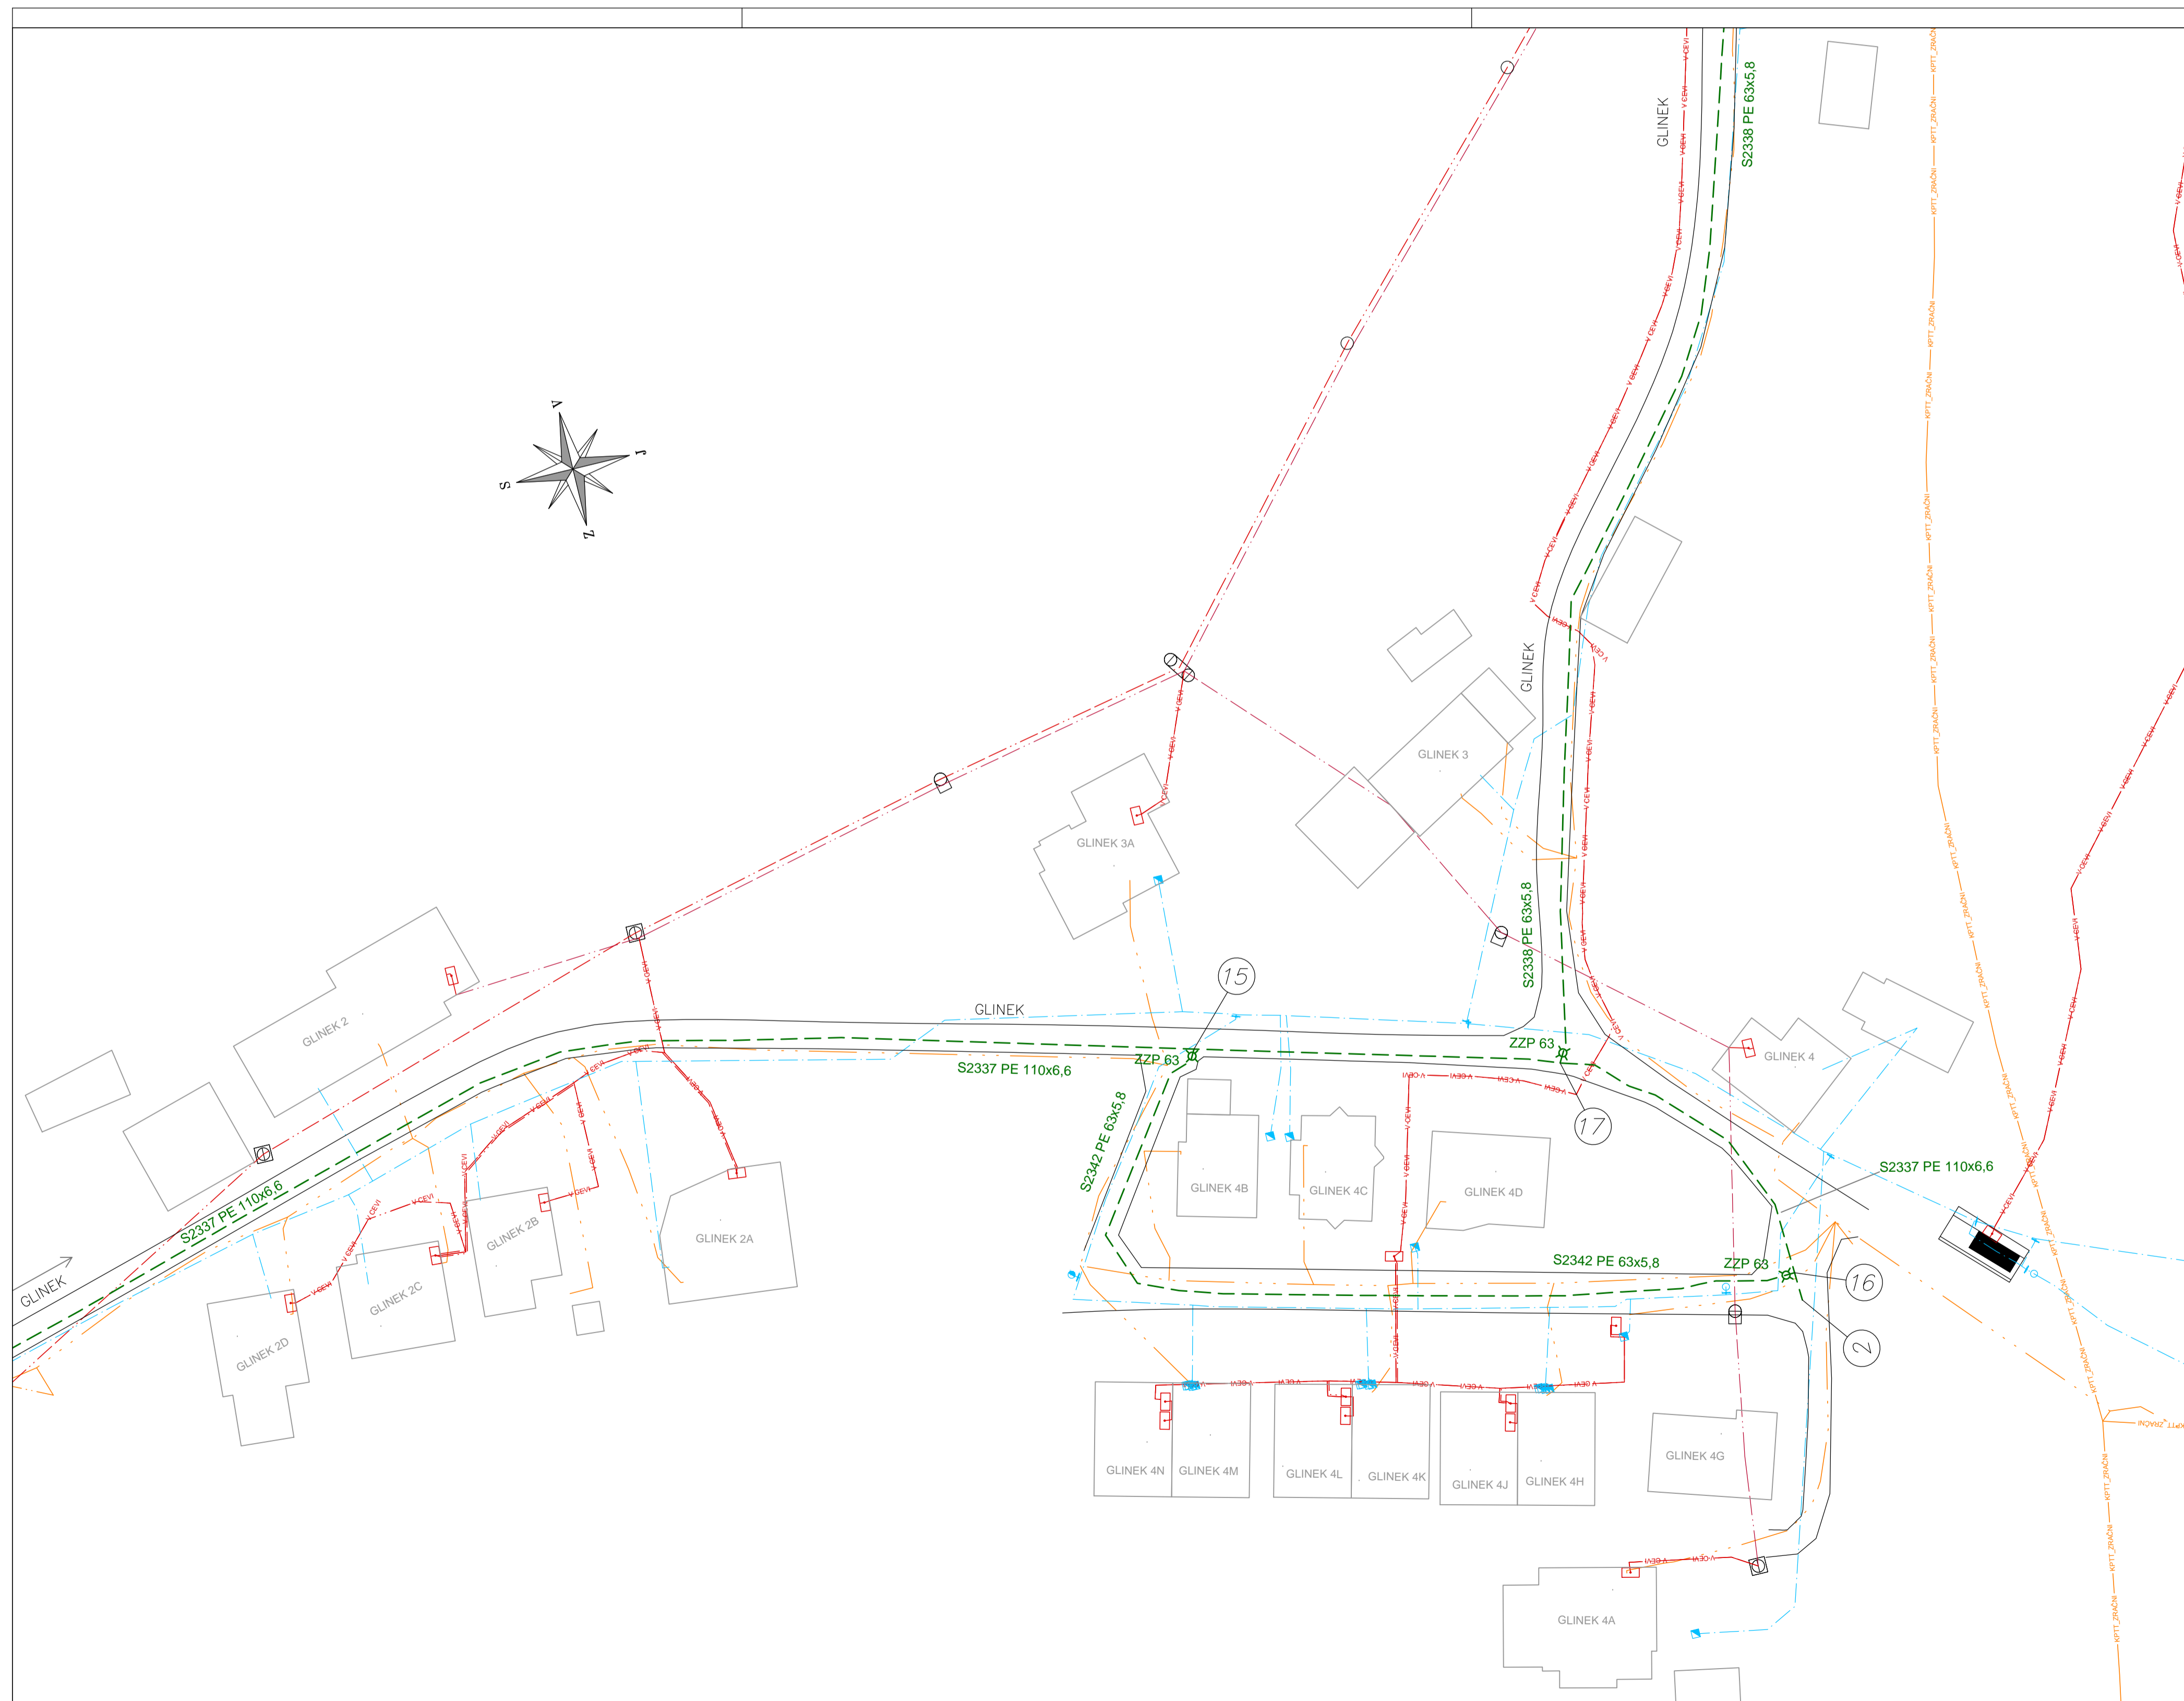 GLINEK
S2338 PE 63x5,8
V CEVI
KPTT_ZRAČNI
V
J
S
Z
GLINEK
GLINEK 3
GLINEK 3A
S2338 PE 63x5,8
15
GLINEK
GLINEK 2
ZZP 63
ZZP 63
S2337 PE 110x6,6
GLINEK 4
17
S2342 PE 63x5,8
S2337 PE 110x6,6
GLINEK 4B
GLINEK 4C
GLINEK 4D
S2337 PE 110x6,6
GLINEK 2B
GLINEK 2A
S2342 PE 63x5,8
ZZP 63
16
GLINEK
GLINEK 2C
GLINEK 2D
2
GLINEK 4N
GLINEK 4M
GLINEK 4L
GLINEK 4K
GLINEK 4J
GLINEK 4H
GLINEK 4G
GLINEK 4A